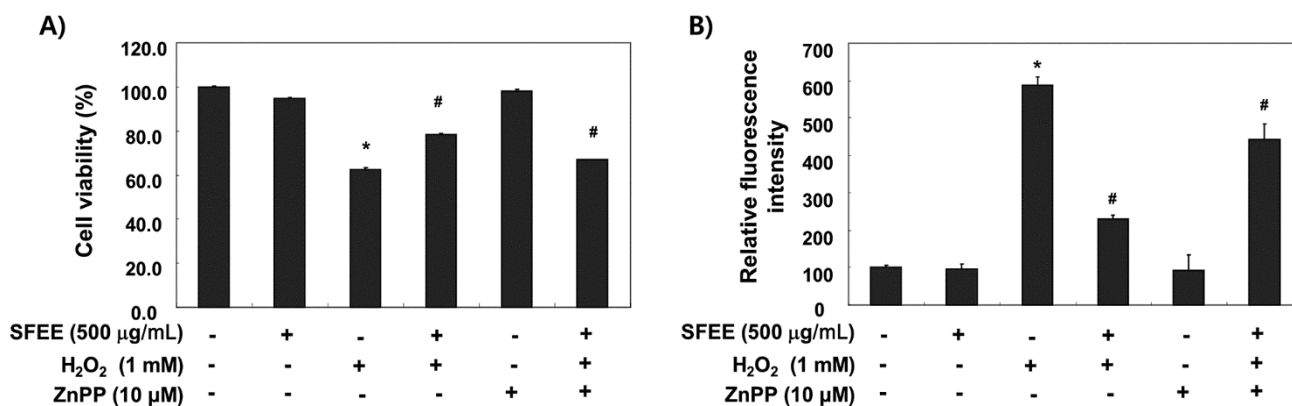 A)
120.0
100.0
80.0
60.0
40.0
20.0
0.0
Cell viability (%)
*
#
#
SFEE (500 µg/mL) - + - + - +
H₂O₂ (1 mM) - - + + - +
ZnPP (10 µM) - - - - + +
B)
700
600
500
400
300
200
100
0
Relative fluorescence
intensity
*
#
#
SFEE (500 µg/mL) - + - + - +
H₂O₂ (1 mM) - - + + - +
ZnPP (10 µM) - - - - + +